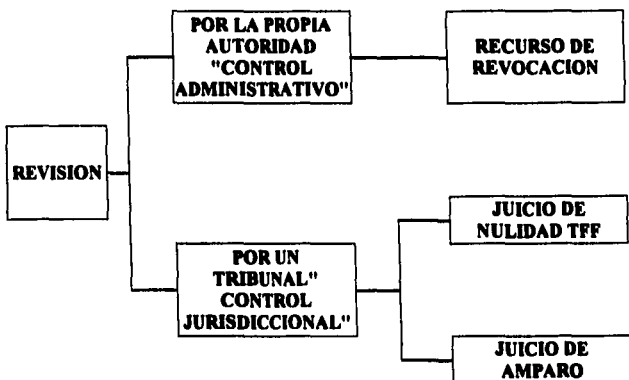 POR LA PROPIA
AUTORIDAD
"CONTROL
ADMINISTRATIVO"
RECURSO DE
REVOCACION
REVISION
POR UN
TRIBUNAL"
CONTROL
JURISDICCIONAL"
JUICIO DE
NULIDAD TFF
JUICIO DE
AMPARO